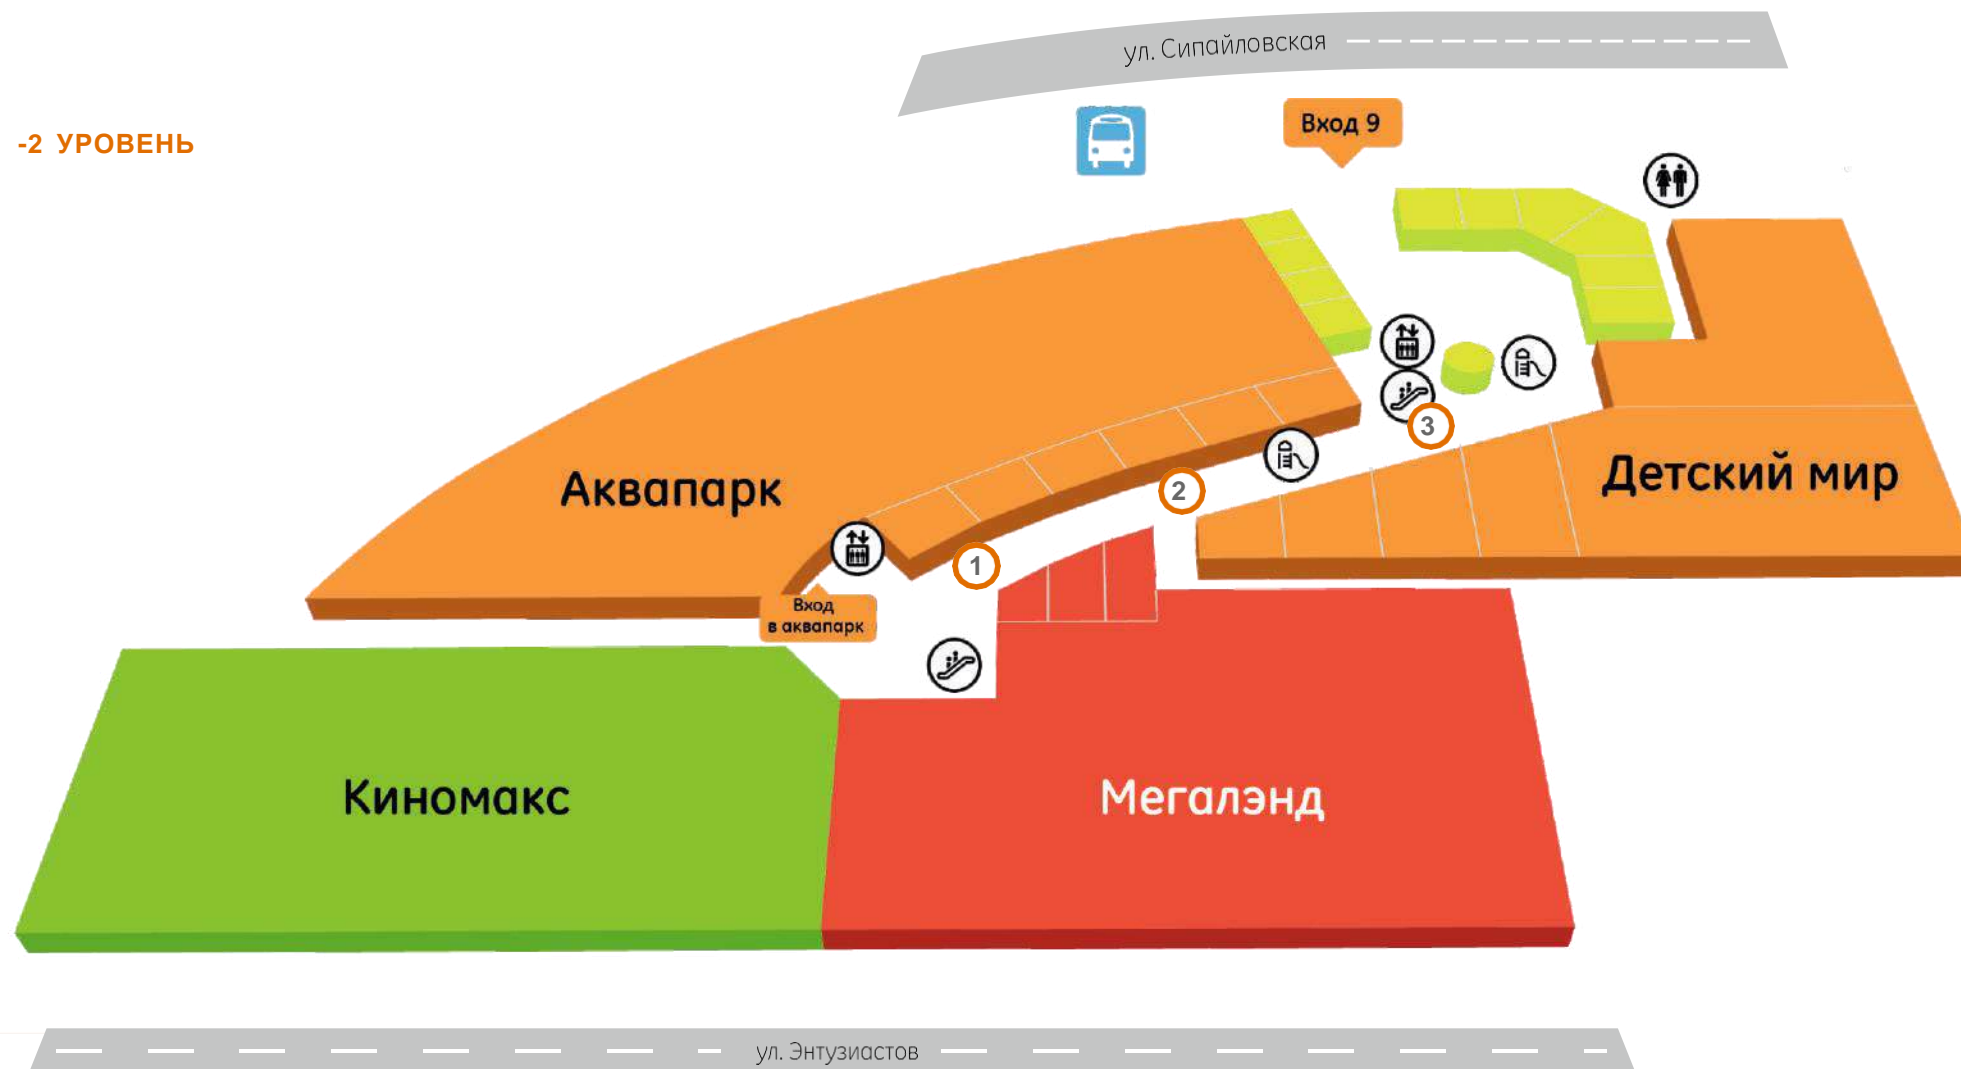 ул. Сипайловская
Вход 9
-2 УРОВЕНЬ
3
Детский мир
Аквапарк
2
1
Вход
в аквапарк
Киномакс
Мегалэнд
ул. Энтузиастов